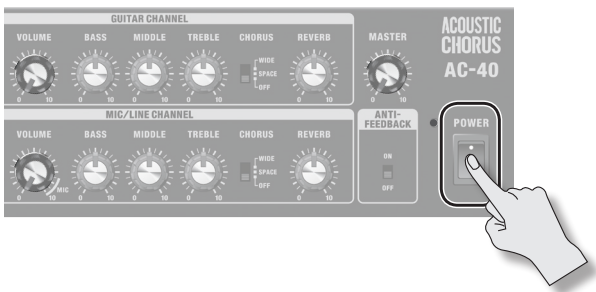 GUITAR CHANNEL
VOLUME BASS MIDDLE TREBLE CHORUS REVERB MASTER
WIDE
SPACE
OFF
0 10 0 10 0 10 0 10 0 10 0 10
ACOUSTIC
CHORUS
AC-40
MIC/LINE CHANNEL
VOLUME BASS MIDDLE TREBLE CHORUS REVERB
WIDE
SPACE
OFF
MIC
0 10 0 10 0 10 0 10 0 10
ANTI-
FEEDBACK
ON
OFF
POWER